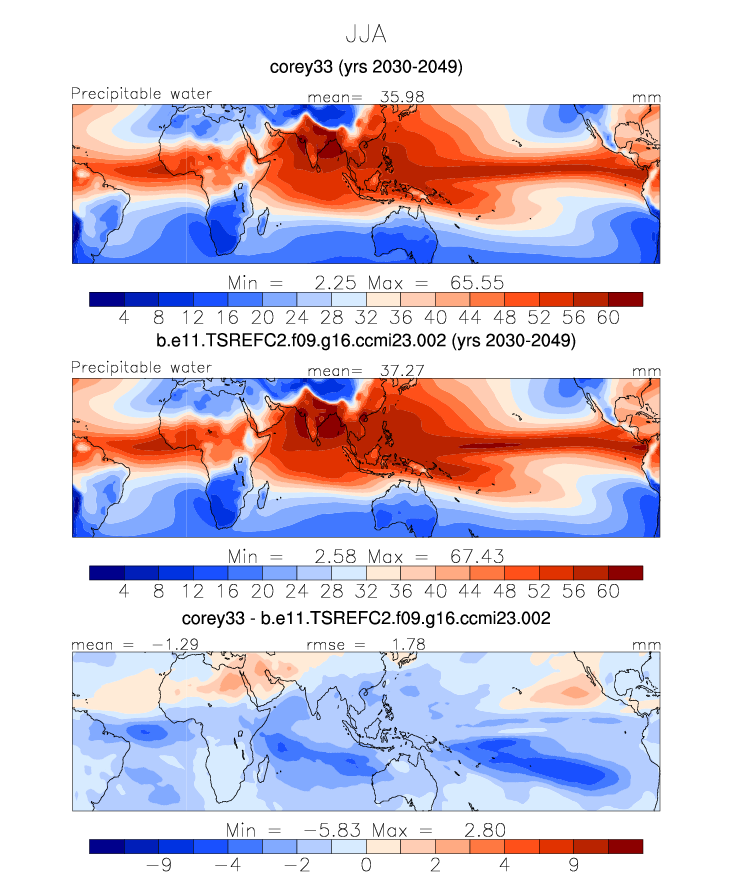 JJA
corey33 (yrs 2030-2049)
Precipitable water mean= 35.98 mm
Min = 2.25 Max = 65.55
4 8 12 16 20 24 28 32 36 40 44 48 52 56 60
b.e11.TSREFC2.f09.g16.ccmi23.002 (yrs 2030-2049)
Precipitable water mean= 37.27 mm
Min = 2.58 Max = 67.43
4 8 12 16 20 24 28 32 36 40 44 48 52 56 60
corey33 - b.e11.TSREFC2.f09.g16.ccmi23.002
mean = -1.29 rmse = 1.78 mm
Min = -5.83 Max = 2.80
-9 -4 -2 0 2 4 9